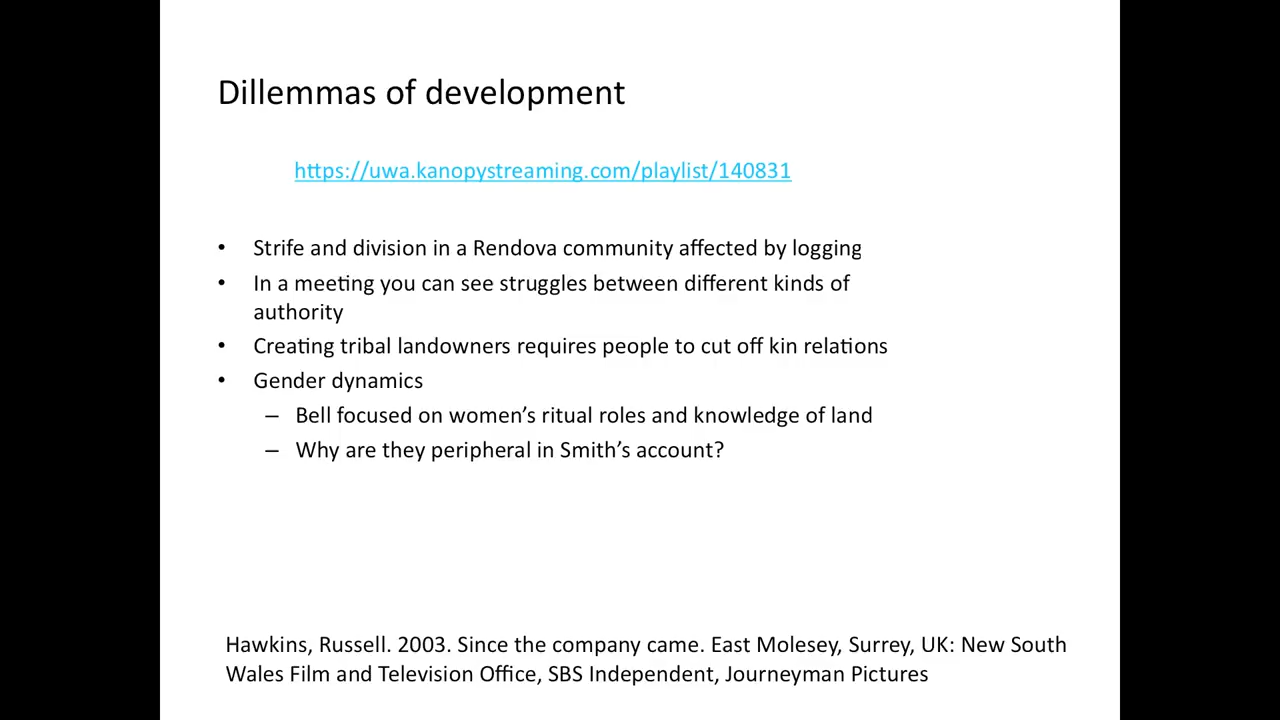 Dillemmas of development
https://uwa.kanopystreaming.com/playlist/140831
• Strife and division in a Rendova community affected by logging
• In a meeting you can see struggles between different kinds of
authority
• Creating tribal landowners requires people to cut off kin relations
• Gender dynamics
– Bell focused on women’s ritual roles and knowledge of land
– Why are they peripheral in Smith’s account?
Hawkins, Russell. 2003. Since the company came. East Molesey, Surrey, UK: New South
Wales Film and Television Office, SBS Independent, Journeyman Pictures